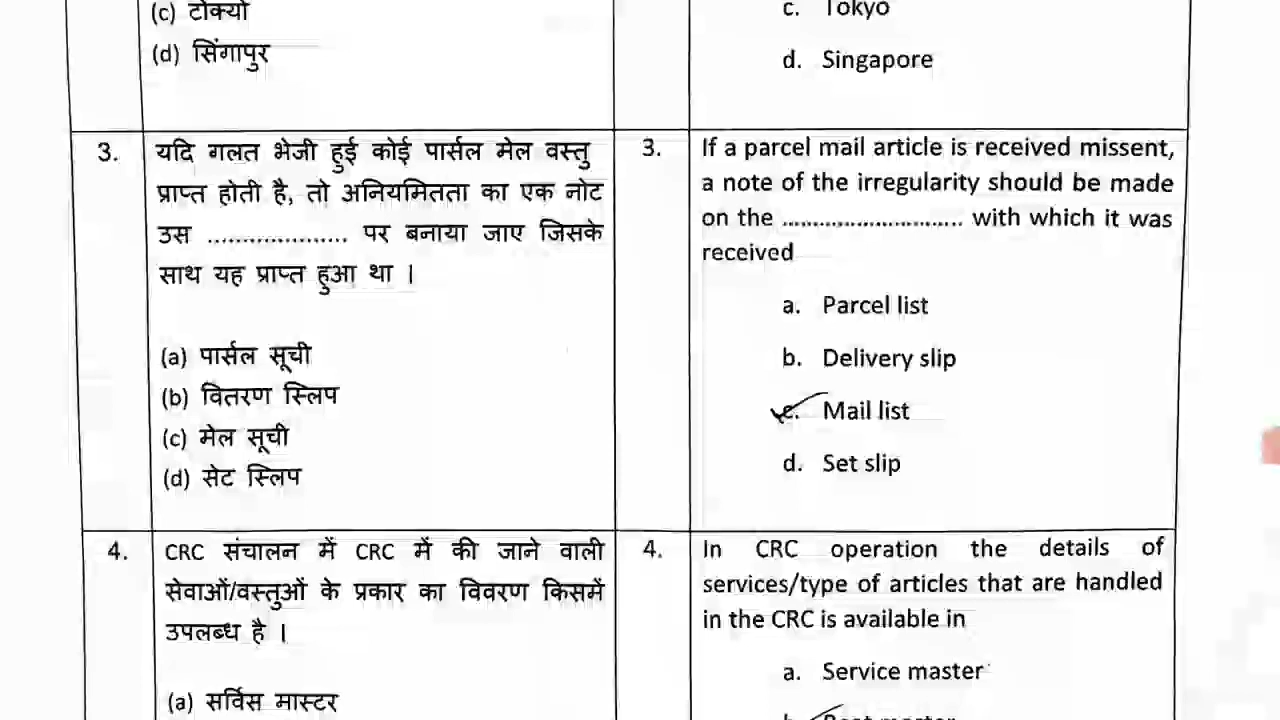 (c) टोक्यो
(d) सिंगापुर
c. Tokyo
d. Singapore
3. यदि गलत भेजी हुई कोई पार्सल मेल वस्तु
प्राप्त होती है, तो अनियमितता का एक नोट
उस .................... पर बनाया जाए जिसके
साथ यह प्राप्त हुआ था ।
(a) पार्सल सूची
(b) वितरण स्लिप
(c) मेल सूची
(d) सेट स्लिप
3. If a parcel mail article is received missent,
a note of the irregularity should be made
on the ............................. with which it was
received
a. Parcel list
b. Delivery slip
c. Mail list
d. Set slip
4. CRC संचालन में CRC में की जाने वाली
सेवाओं/वस्तुओं के प्रकार का विवरण किसमें
उपलब्ध है ।
(a) सर्विस मास्टर
4. In CRC operation the details of
services/type of articles that are handled
in the CRC is available in
a. Service master